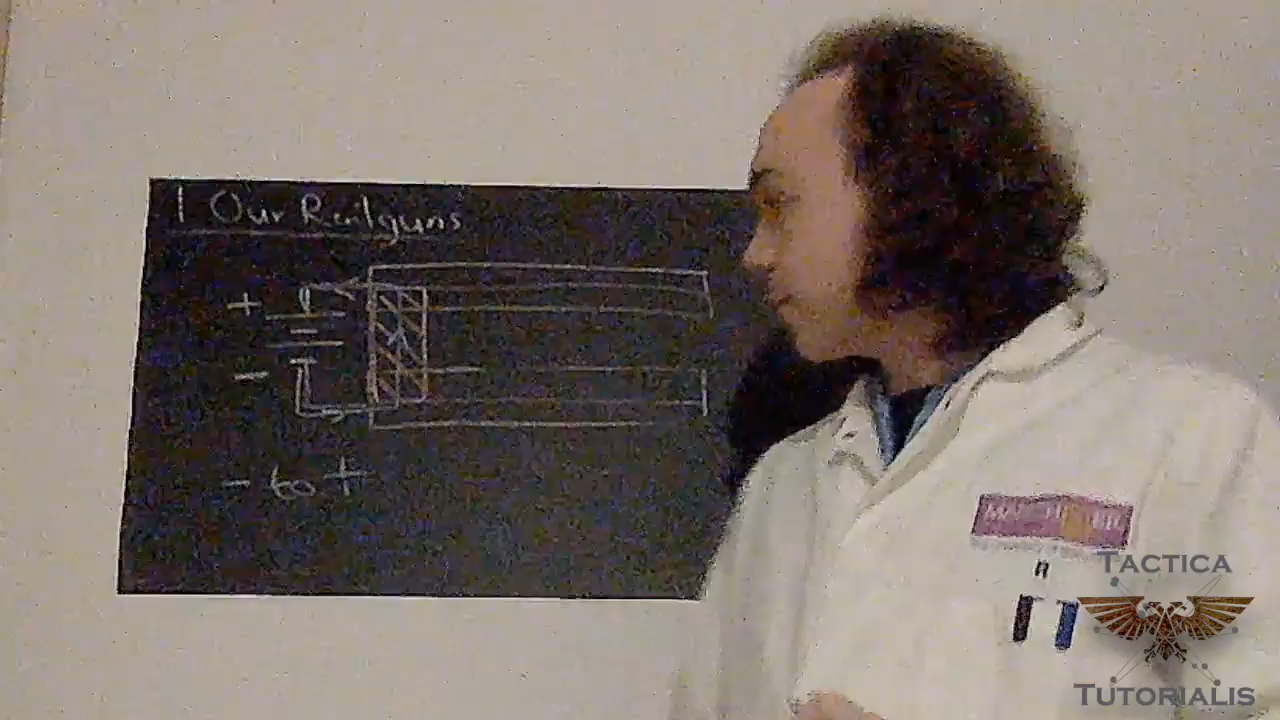 1 Our Railguns
+
-
- to +
TACTICA
TUTORIALIS